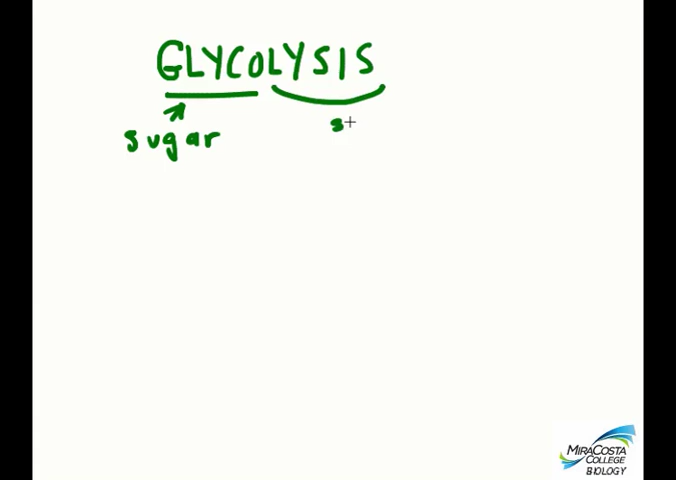 GLYCOLYSIS
sugar
s
MIRACOSTA
COLLEGE
BIOLOGY